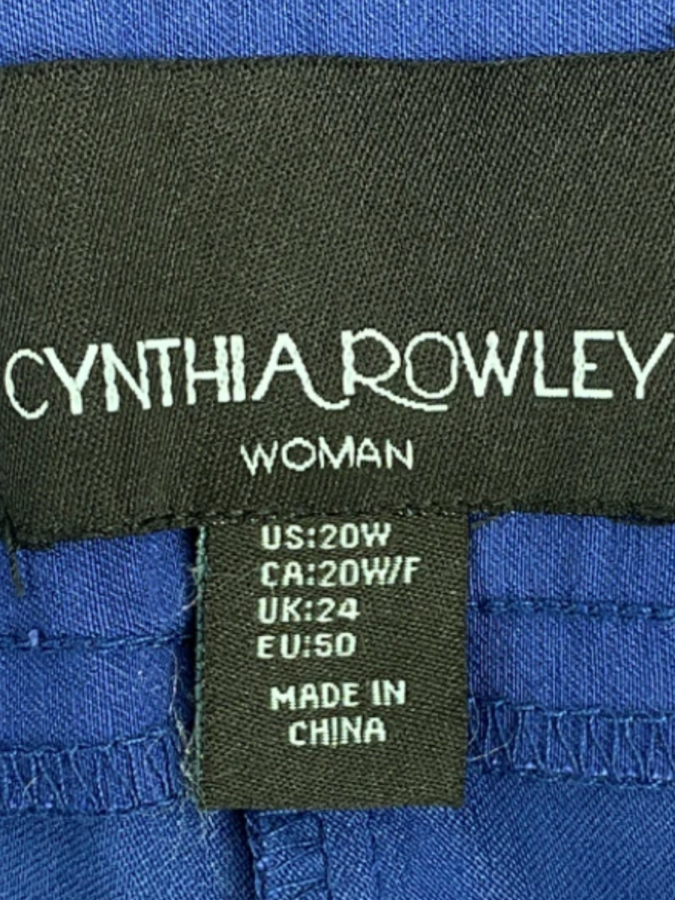 CYNTHIA ROWLEY
WOMAN
US:20W
CA:20W/F
UK:24
EU:50
MADE IN
CHINA